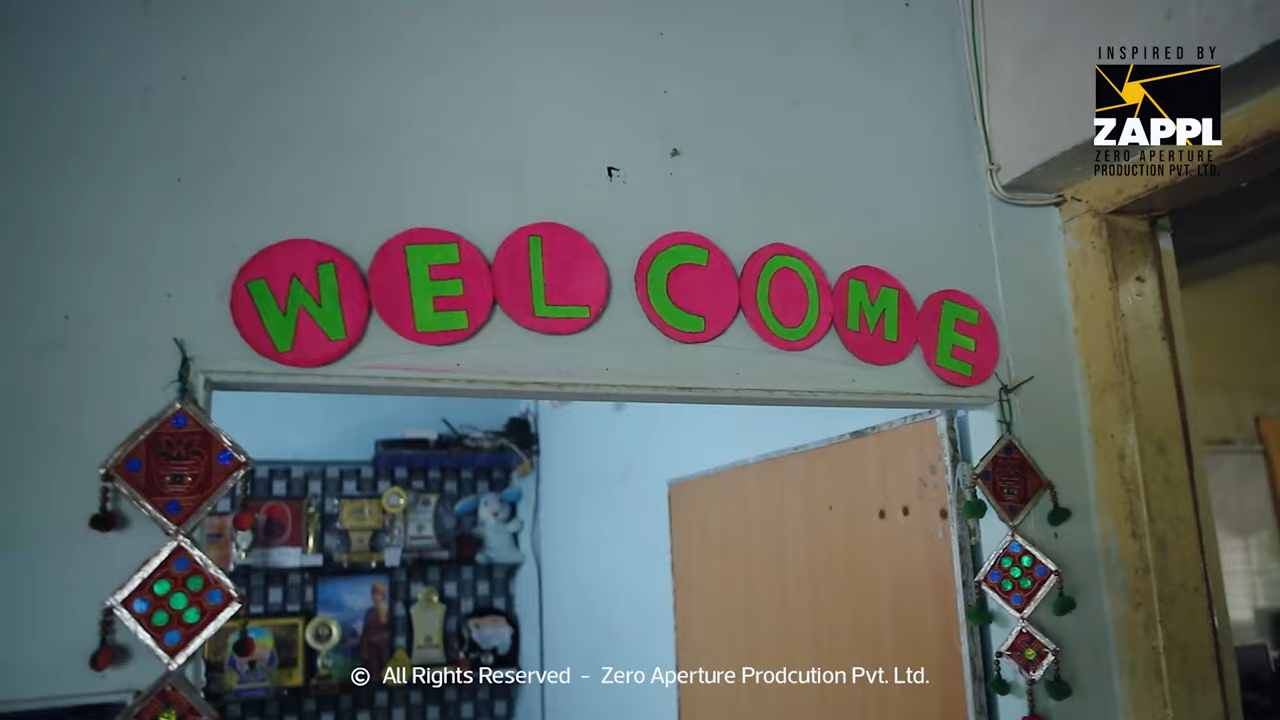 INSPIRED BY
ZAPPL
ZERO APERTURE
PRODUCTION PVT. LTD.
WELCOME
© All Rights Reserved - Zero Aperture Prodcution Pvt. Ltd.